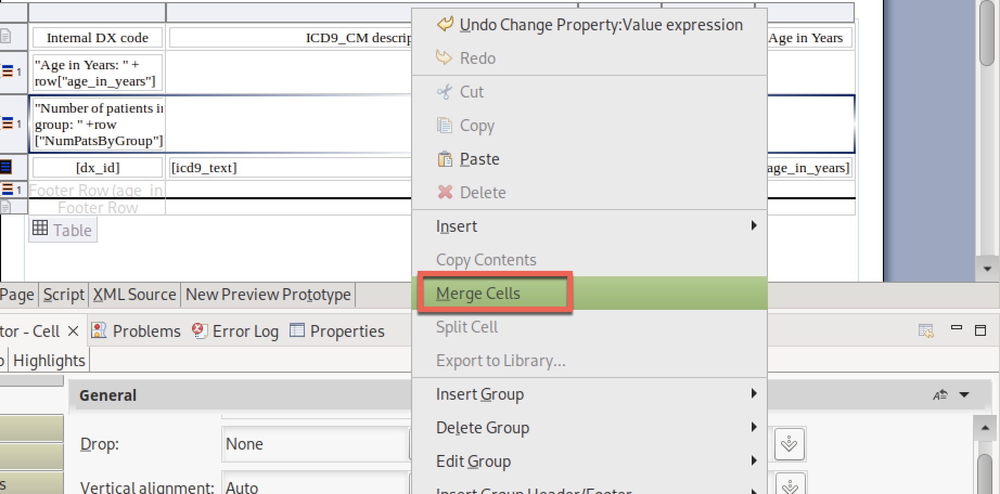 Internal DX code
ICD9_CM descrip
Age in Years
"Age in Years: " +
row["age_in_years"]
1
"Number of patients in
group: " +row
["NumPatsByGroup"]
1
[dx_id]
[icd9_text]
age_in_years]
1
Footer Row (age_in
Footer Row
Table
Undo Change Property:Value expression
Redo
Cut
Copy
Paste
Delete
Insert
Copy Contents
Merge Cells
Split Cell
Export to Library...
Insert Group
Delete Group
Edit Group
Insert Group Header/Footer
Page
Script
XML Source
New Preview Prototype
tor - Cell
Problems
Error Log
Properties
Highlights
General
Drop:
None
Vertical alignment:
Auto
s